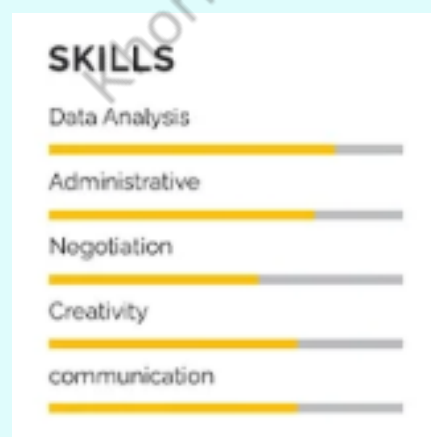 SKILLS
Data Analysis
Administrative
Negotiation
Creativity
communication